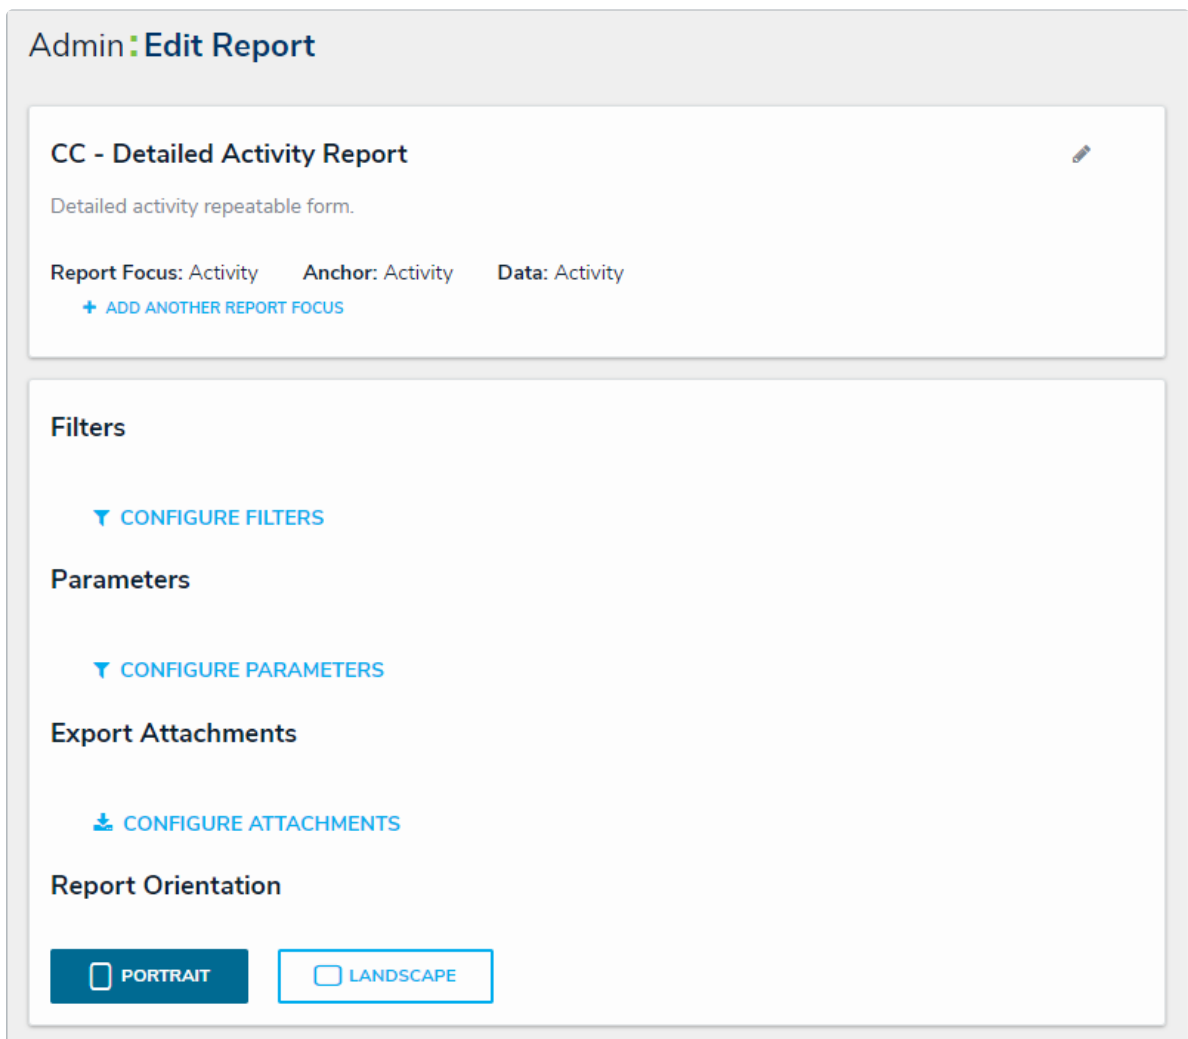 Admin:Edit Report
CC - Detailed Activity Report
Detailed activity repeatable form.
Report Focus: Activity Anchor: Activity Data: Activity
+ ADD ANOTHER REPORT FOCUS
Filters
CONFIGURE FILTERS
Parameters
CONFIGURE PARAMETERS
Export Attachments
CONFIGURE ATTACHMENTS
Report Orientation
PORTRAIT LANDSCAPE